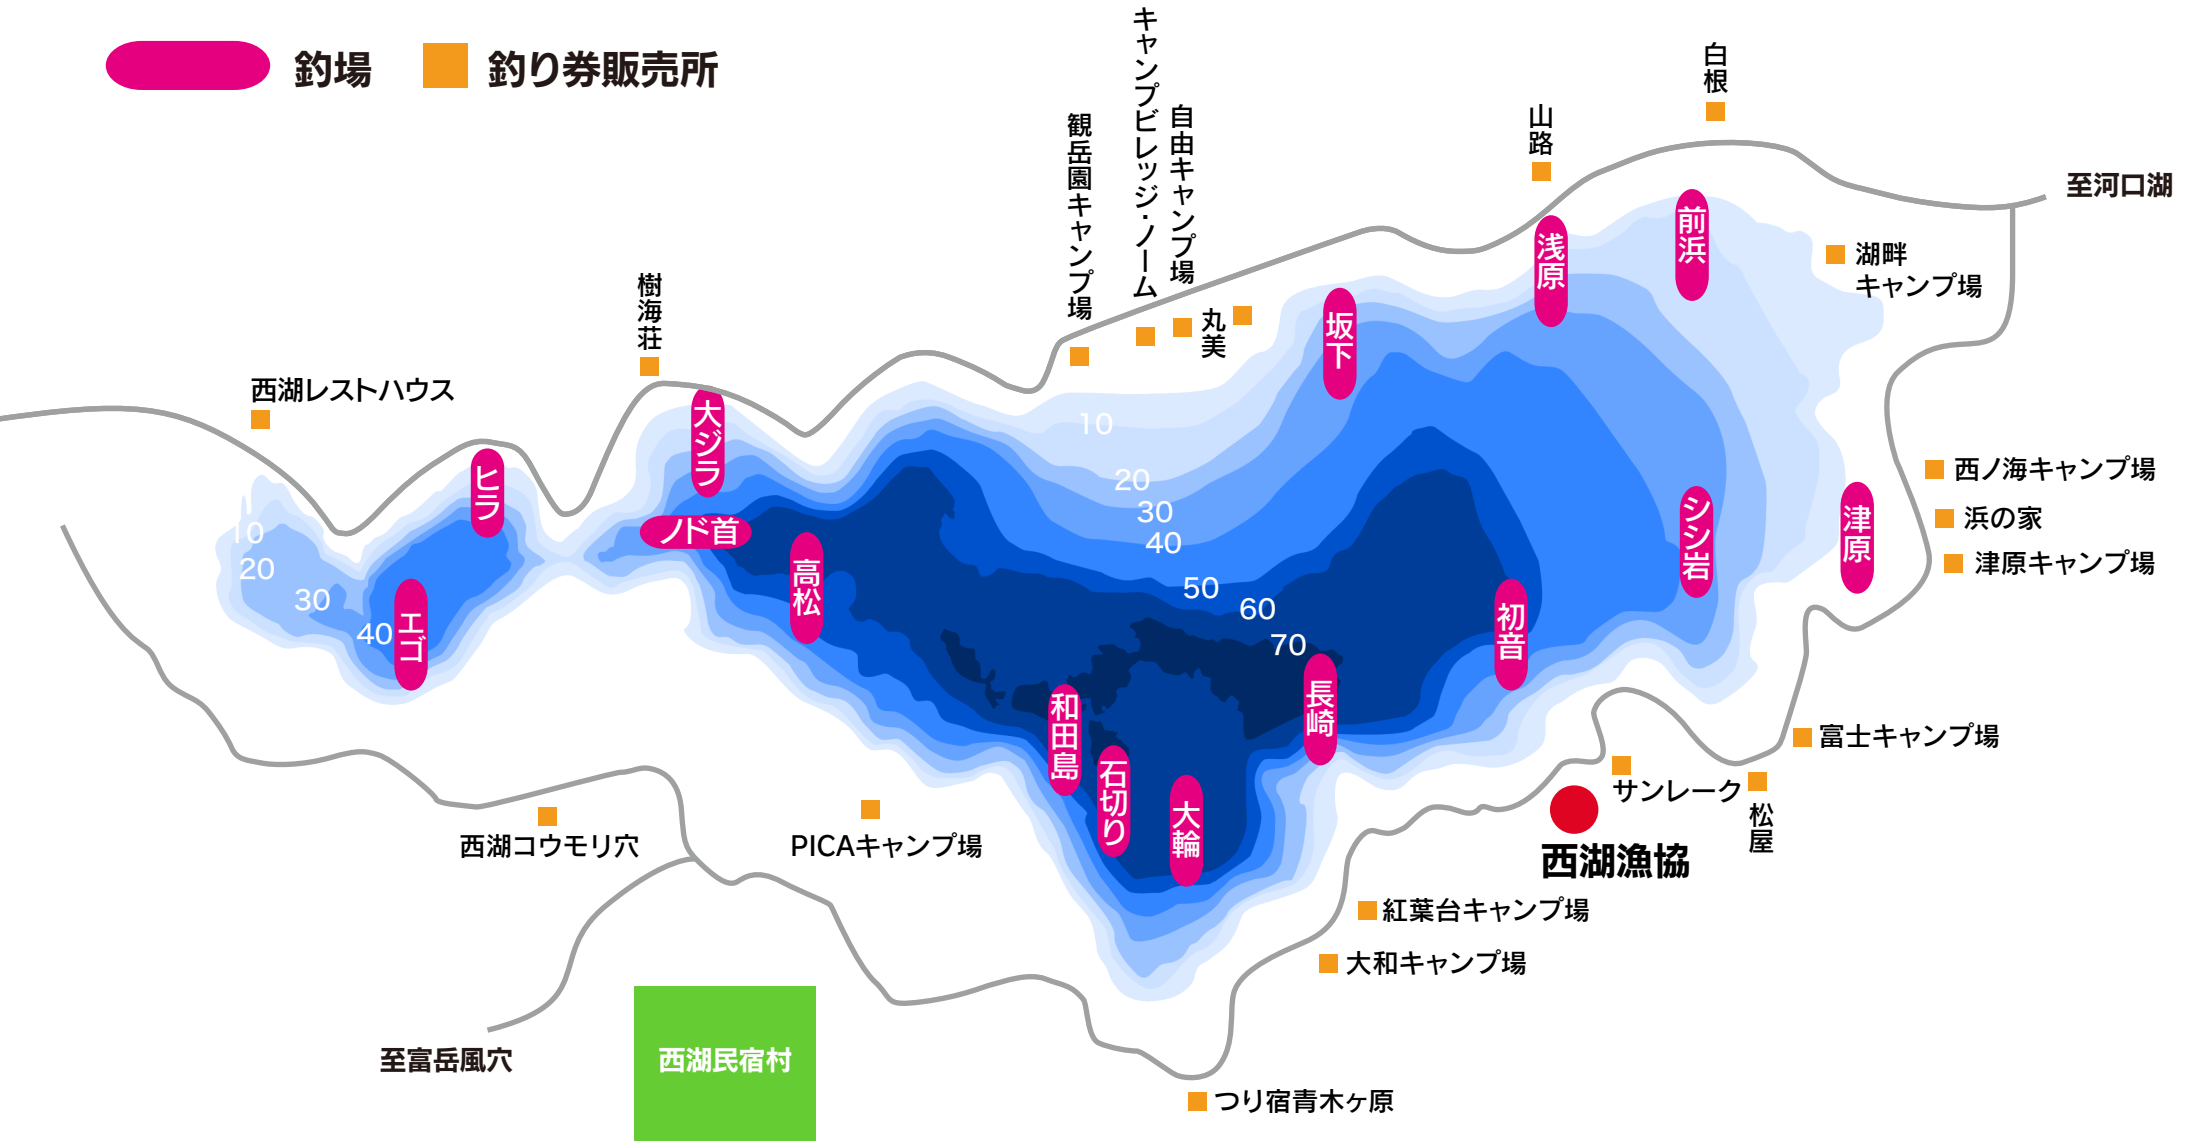 釣場
釣り券販売所
キャンプビレッジ・ノーム
自由キャンプ場
観岳園キャンプ場
丸美
山路
白根
至河口湖
前浜
浅原
湖畔
キャンプ場
坂下
樹海荘
西湖レストハウス
大ジラ
ヒラ
ノド首
高松
エゴ
10
20
30
40
10
20
30
40
50
60
70
シシ岩
津原
西ノ海キャンプ場
浜の家
津原キャンプ場
初音
長崎
和田島
石切り
大輪
富士キャンプ場
サンレーク
松屋
西湖漁協
西湖コウモリ穴
PICAキャンプ場
紅葉台キャンプ場
大和キャンプ場
至富岳風穴
西湖民宿村
つり宿青木ヶ原